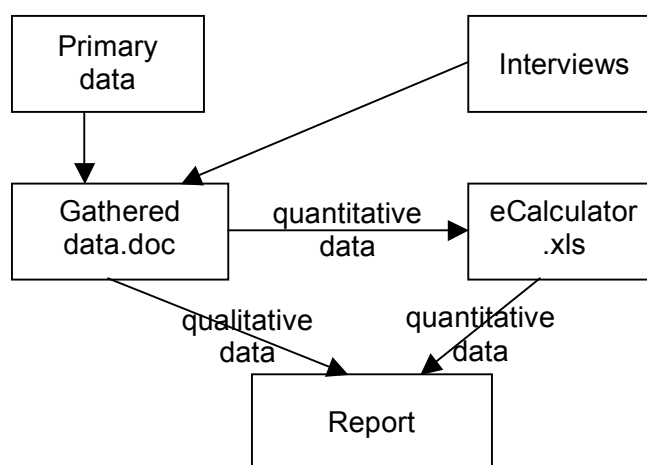 Primary
data
Interviews
Gathered
data.doc
quantitative
data
eCalculator
.xls
qualitative
data
quantitative
data
Report